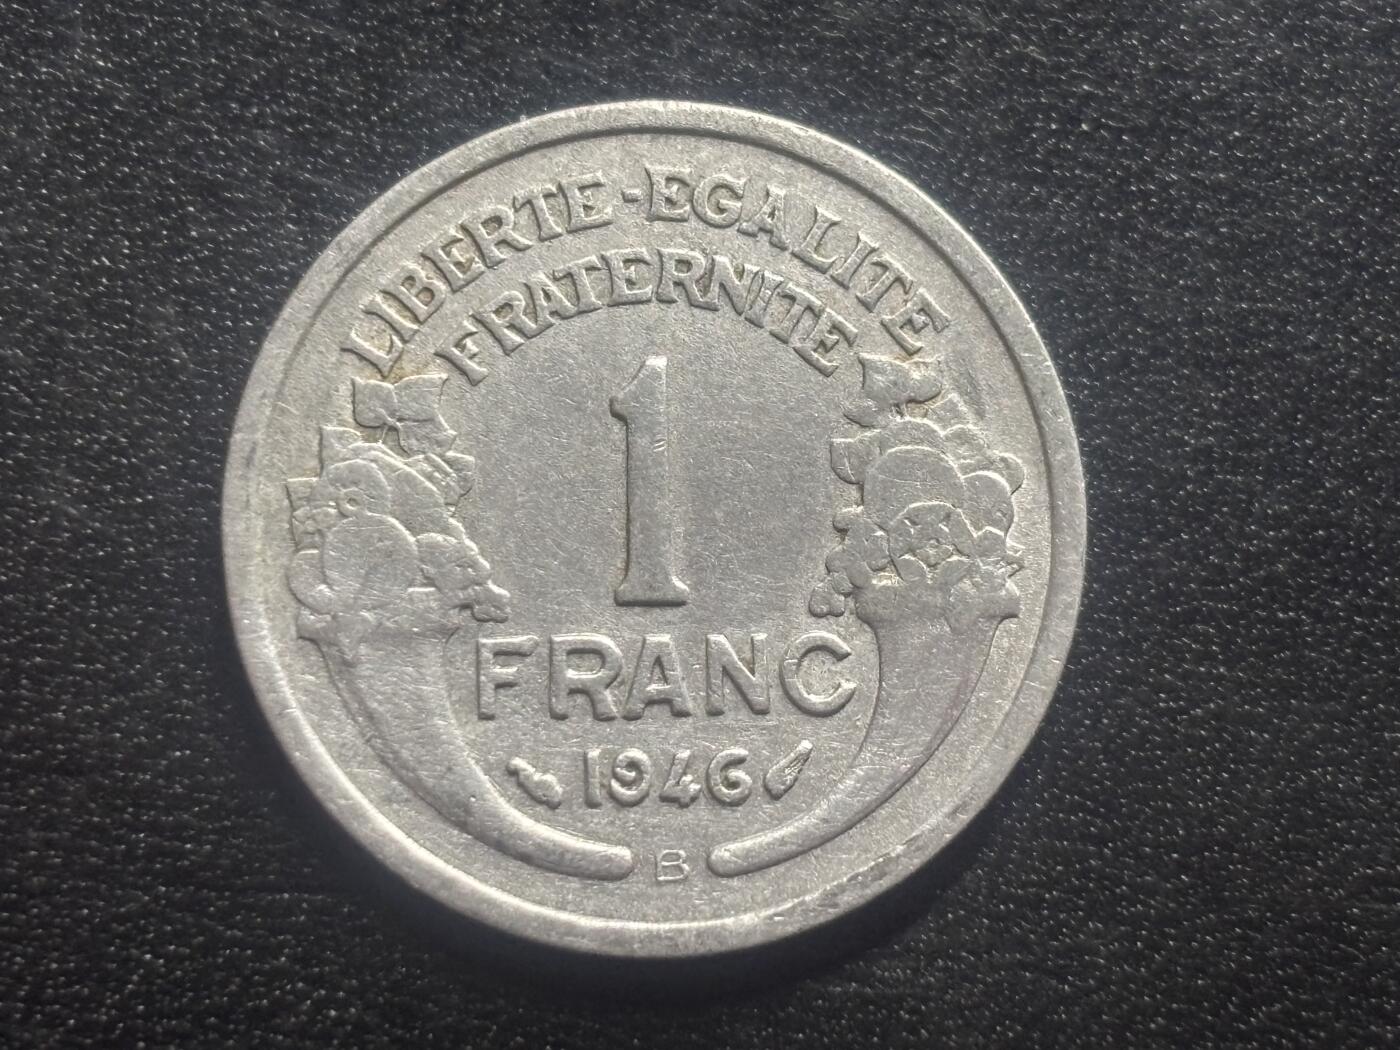 LIBERTE-EGALITE
FRATERNITE
1
FRANC
1946
B